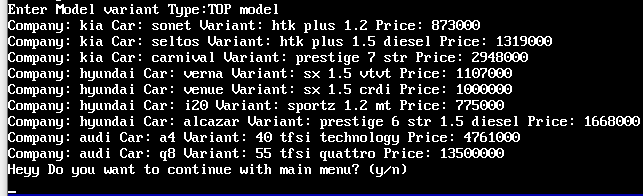 Enter Model variant Type:TOP model
Company: kia Car: sonet Variant: htk plus 1.2 Price: 873000
Company: kia Car: seltos Variant: htk plus 1.5 diesel Price: 1319000
Company: kia Car: carnival Variant: prestige 7 str Price: 2948000
Company: hyundai Car: verna Variant: sx 1.5 vtvt Price: 1107000
Company: hyundai Car: venue Variant: sx 1.5 crdi Price: 1000000
Company: hyundai Car: i20 Variant: sportz 1.2 mt Price: 775000
Company: hyundai Car: alcazar Variant: prestige 6 str 1.5 diesel Price: 1668000
Company: audi Car: a4 Variant: 40 tfsi technology Price: 4761000
Company: audi Car: q8 Variant: 55 tfsi quattro Price: 13500000
Heyy Do you want to continue with main menu? (y/n)